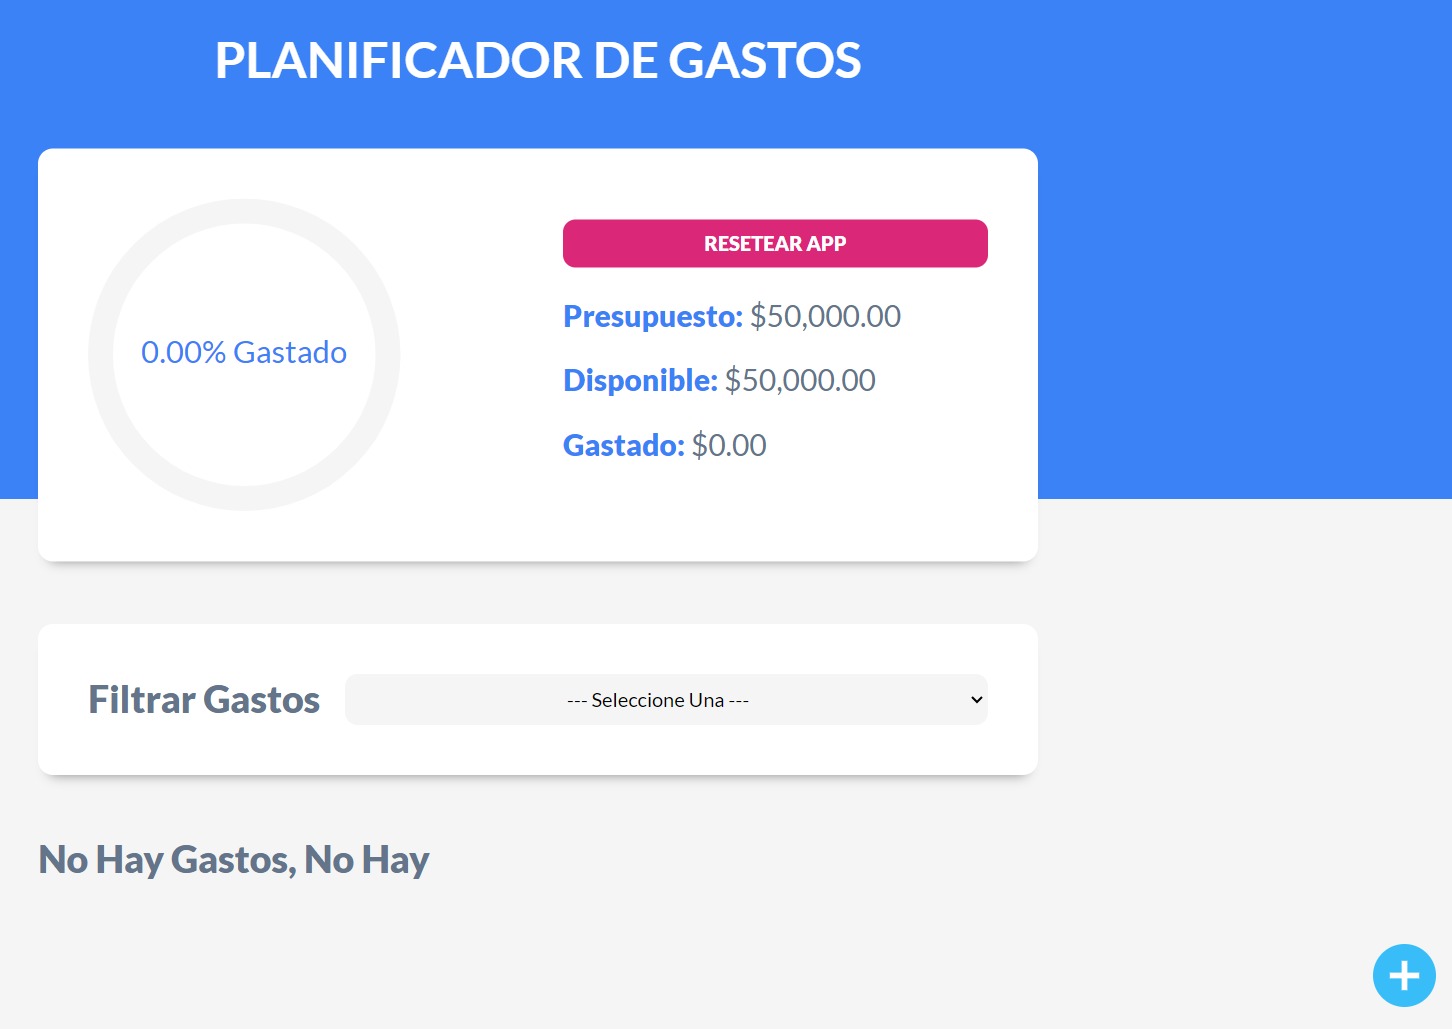 PLANIFICADOR DE GASTOS
0.00% Gastado
RESETEAR APP
Presupuesto: $50,000.00
Disponible: $50,000.00
Gastado: $0.00
Filtrar Gastos
--- Seleccione Una ---
No Hay Gastos, No Hay